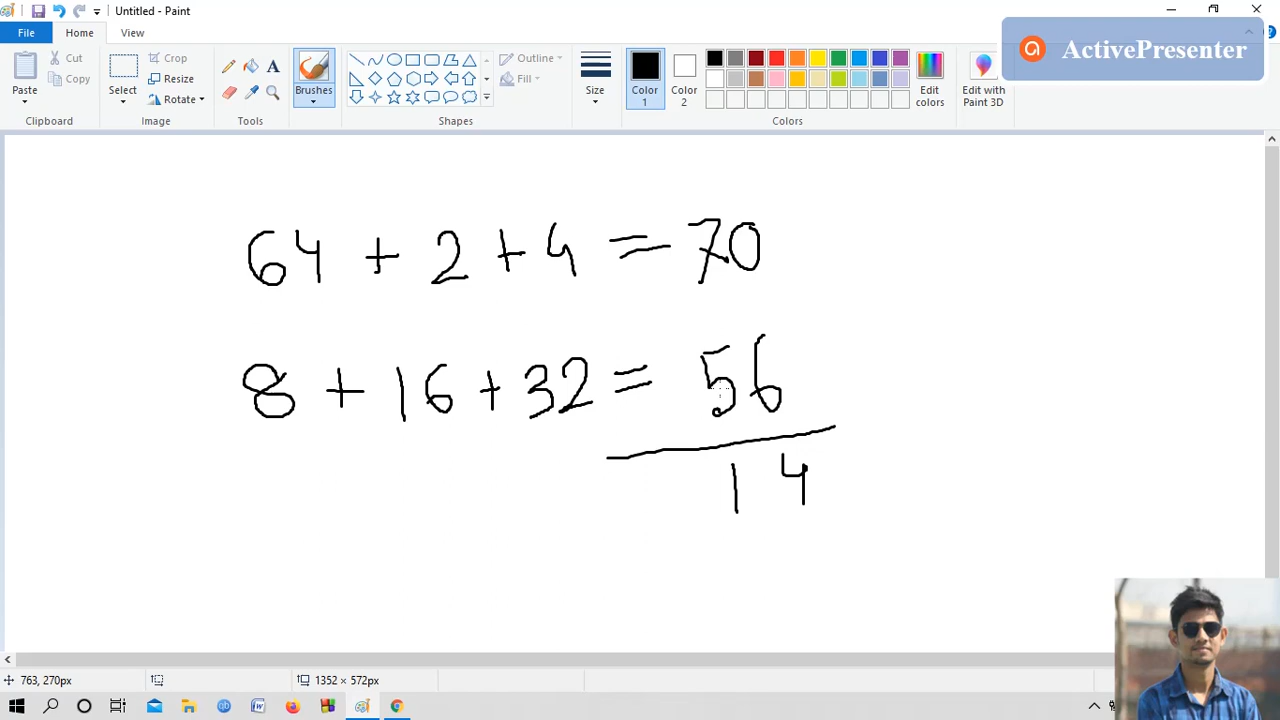 Untitled - Paint
File Home View
ActivePresenter
Paste
Cut
Copy
Clipboard
Select
Crop
Resize
Rotate
Image
A
Tools
Brushes
Shapes
Outline
Fill
Size
Color 1
Color 2
Colors
Edit colors
Edit with Paint 3D
64 + 2 + 4 = 70
8 + 16 + 32 = 56
14
763, 270px
1352 × 572px